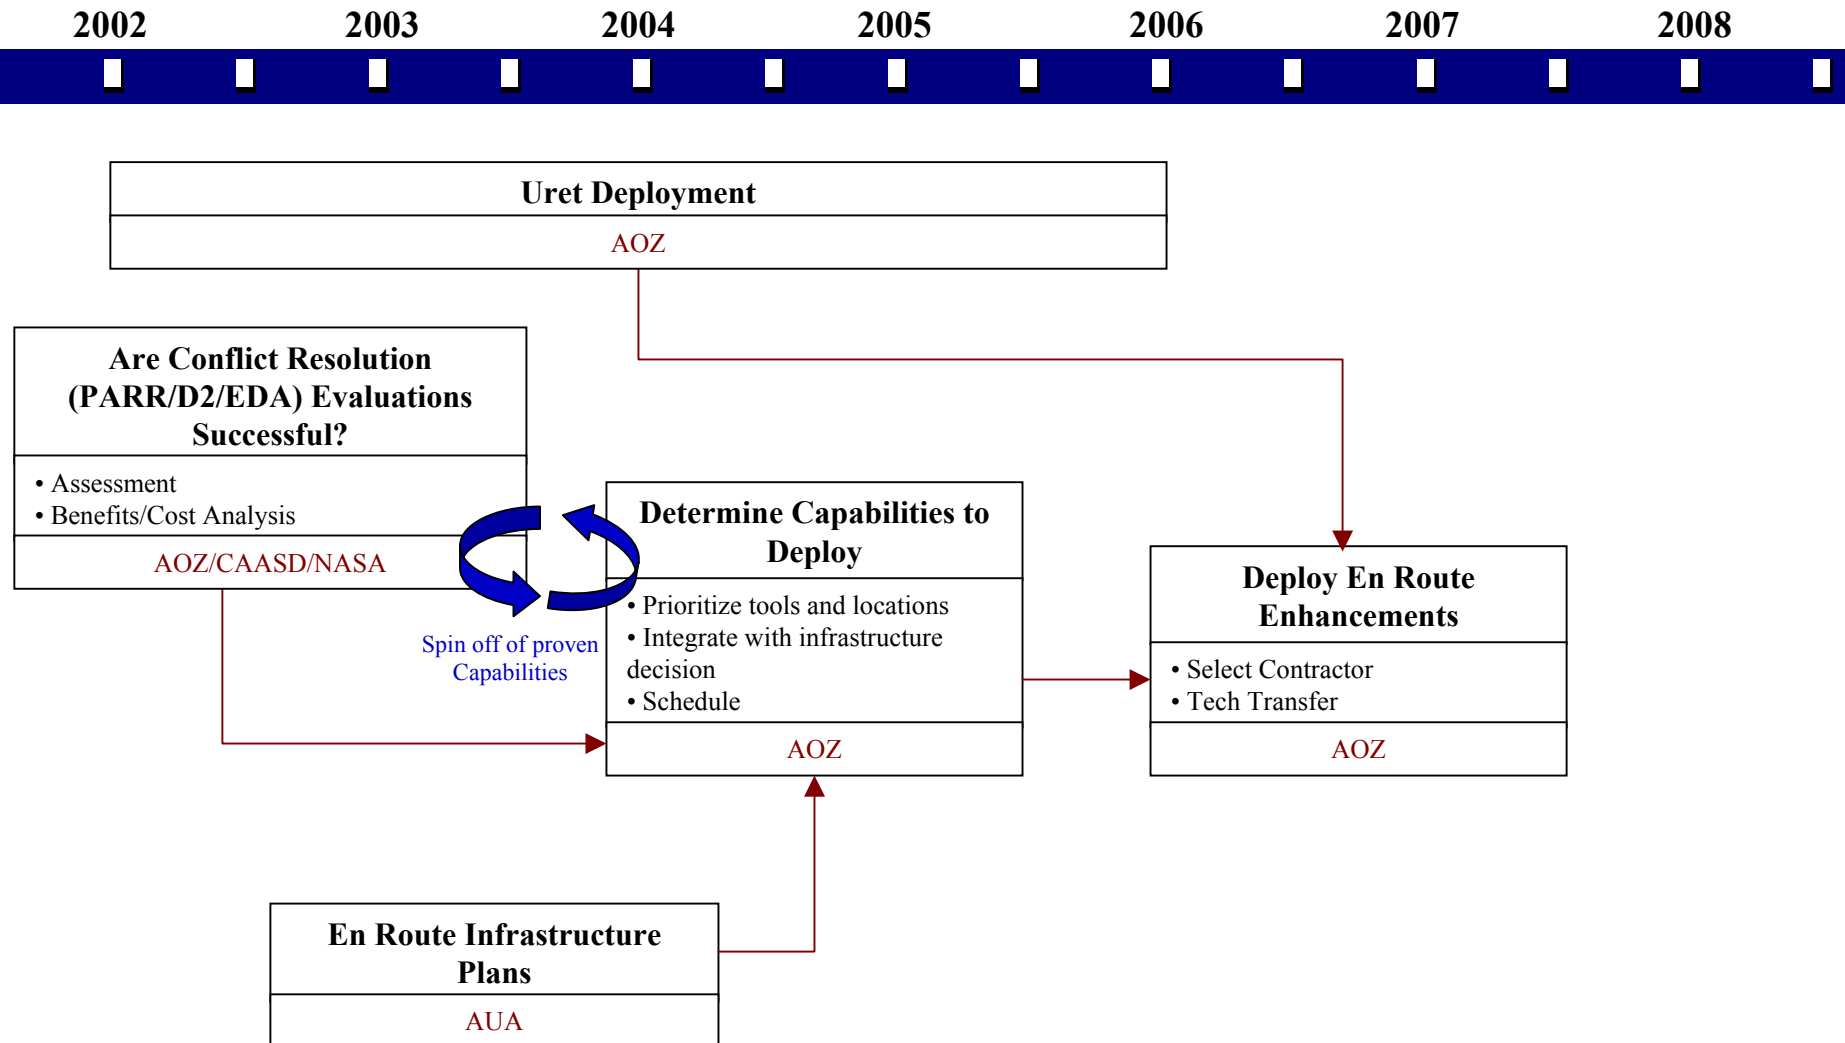 2002 2003 2004 2005 2006 2007 2008
Uret Deployment
AOZ
Are Conflict Resolution
(PARR/D2/EDA) Evaluations
Successful?
• Assessment
• Benefits/Cost Analysis
AOZ/CAASD/NASA
Spin off of proven
Capabilities
Determine Capabilities to
Deploy
• Prioritize tools and locations
• Integrate with infrastructure
decision
• Schedule
AOZ
Deploy En Route
Enhancements
• Select Contractor
• Tech Transfer
AOZ
En Route Infrastructure
Plans
AUA